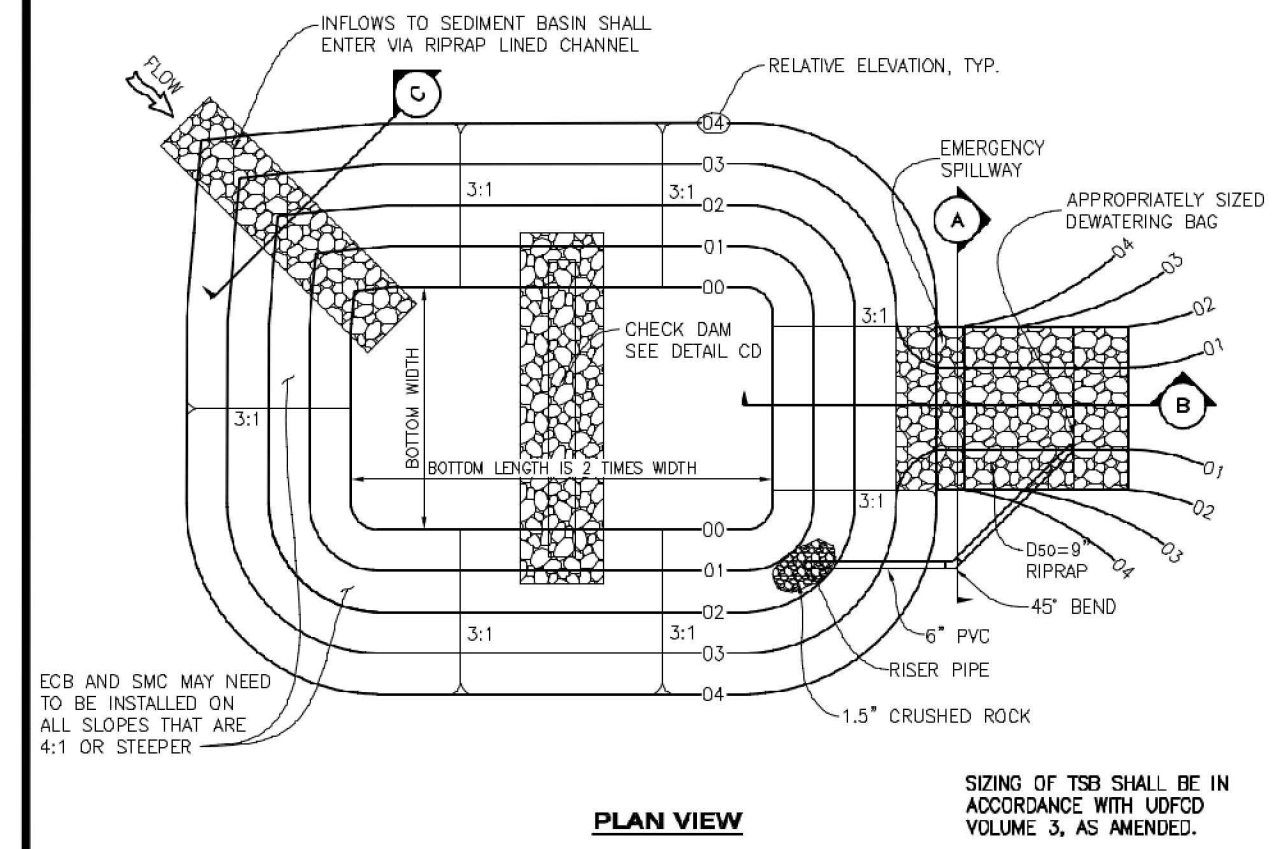 INFLOWS TO SEDIMENT BASIN SHALL
ENTER VIA RIPRAP LINED CHANNEL
FLOW
C
RELATIVE ELEVATION, TYP.
04
03
02
01
00
3:1
3:1
EMERGENCY
SPILLWAY
A
APPROPRIATELY SIZED
DEWATERING BAG
04
03
02
01
3:1
CHECK DAM
SEE DETAIL CD
BOTTOM WIDTH
B
3:1
BOTTOM LENGTH IS 2 TIMES WIDTH
01
02
03
04
3:1
00
01
02
03
04
3:1
3:1
D50=9"
RIPRAP
45° BEND
6" PVC
RISER PIPE
1.5" CRUSHED ROCK
ECB AND SMC MAY NEED
TO BE INSTALLED ON
ALL SLOPES THAT ARE
4:1 OR STEEPER
PLAN VIEW
SIZING OF TSB SHALL BE IN
ACCORDANCE WITH UDFCD
VOLUME 3, AS AMENDED.